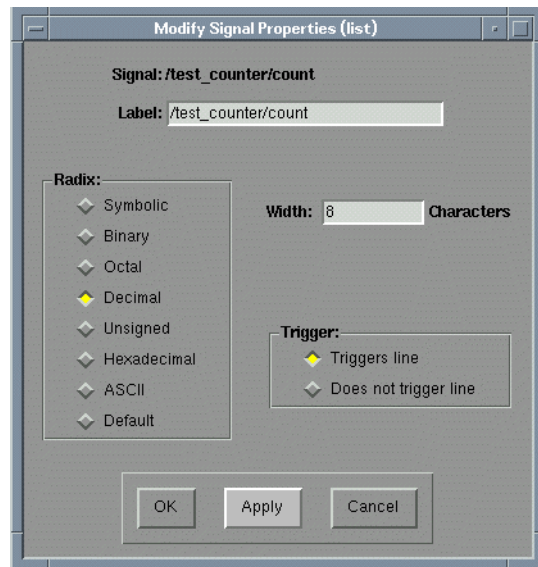 Modify Signal Properties (list)
Signal: /test_counter/count
Label: /test_counter/count
Radix:
Symbolic
Binary
Octal
Decimal
Unsigned
Hexadecimal
ASCII
Default
Width: 8 Characters
Trigger:
Triggers line
Does not trigger line
OK
Apply
Cancel